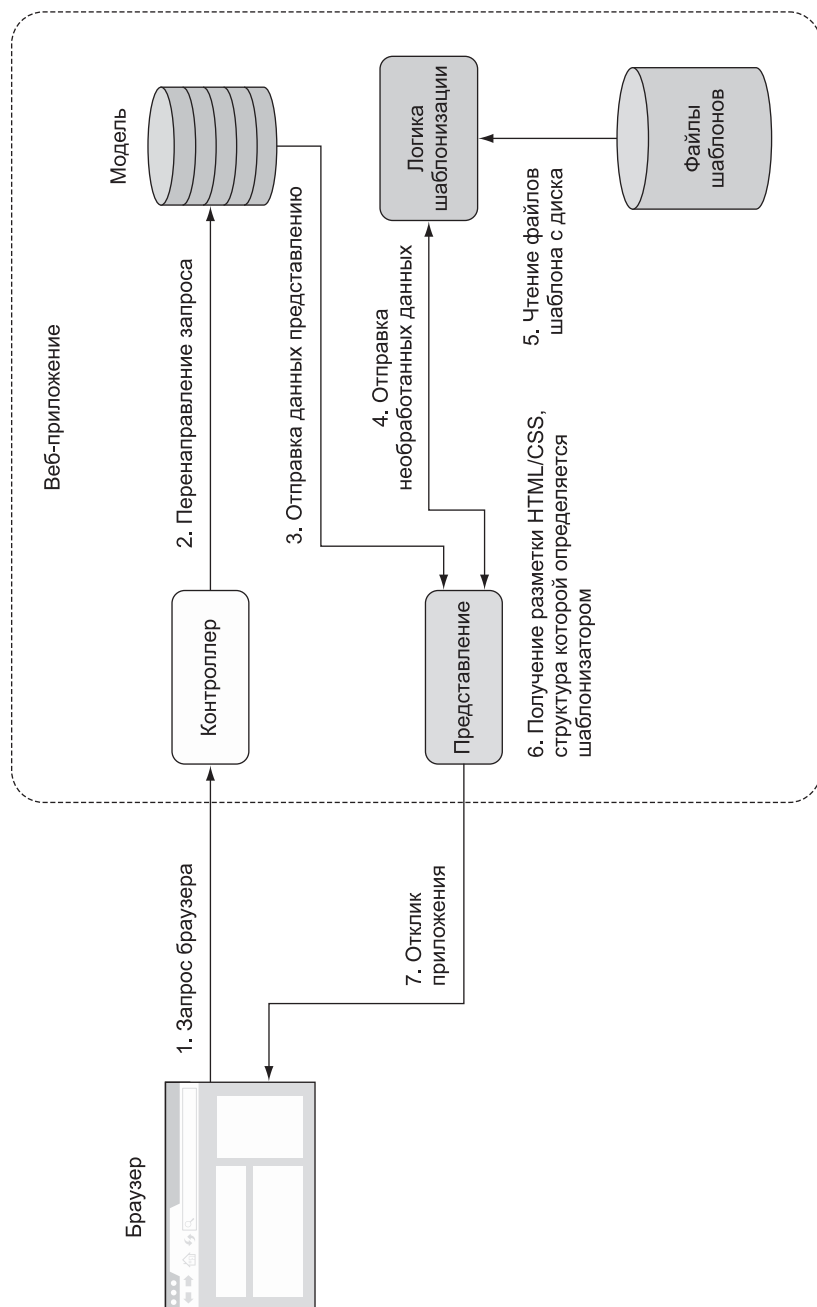 Веб-приложение
Браузер
1. Запрос браузера
Контроллер
2. Перенаправление запроса
Модель
3. Отправка данных представлению
7. Отклик
приложения
Представление
4. Отправка
необработанных данных
Логика
шаблонизации
6. Получение разметки HTML/CSS,
структура которой определяется
шаблонизатором
5. Чтение файлов
шаблона с диска
Файлы
шаблонов